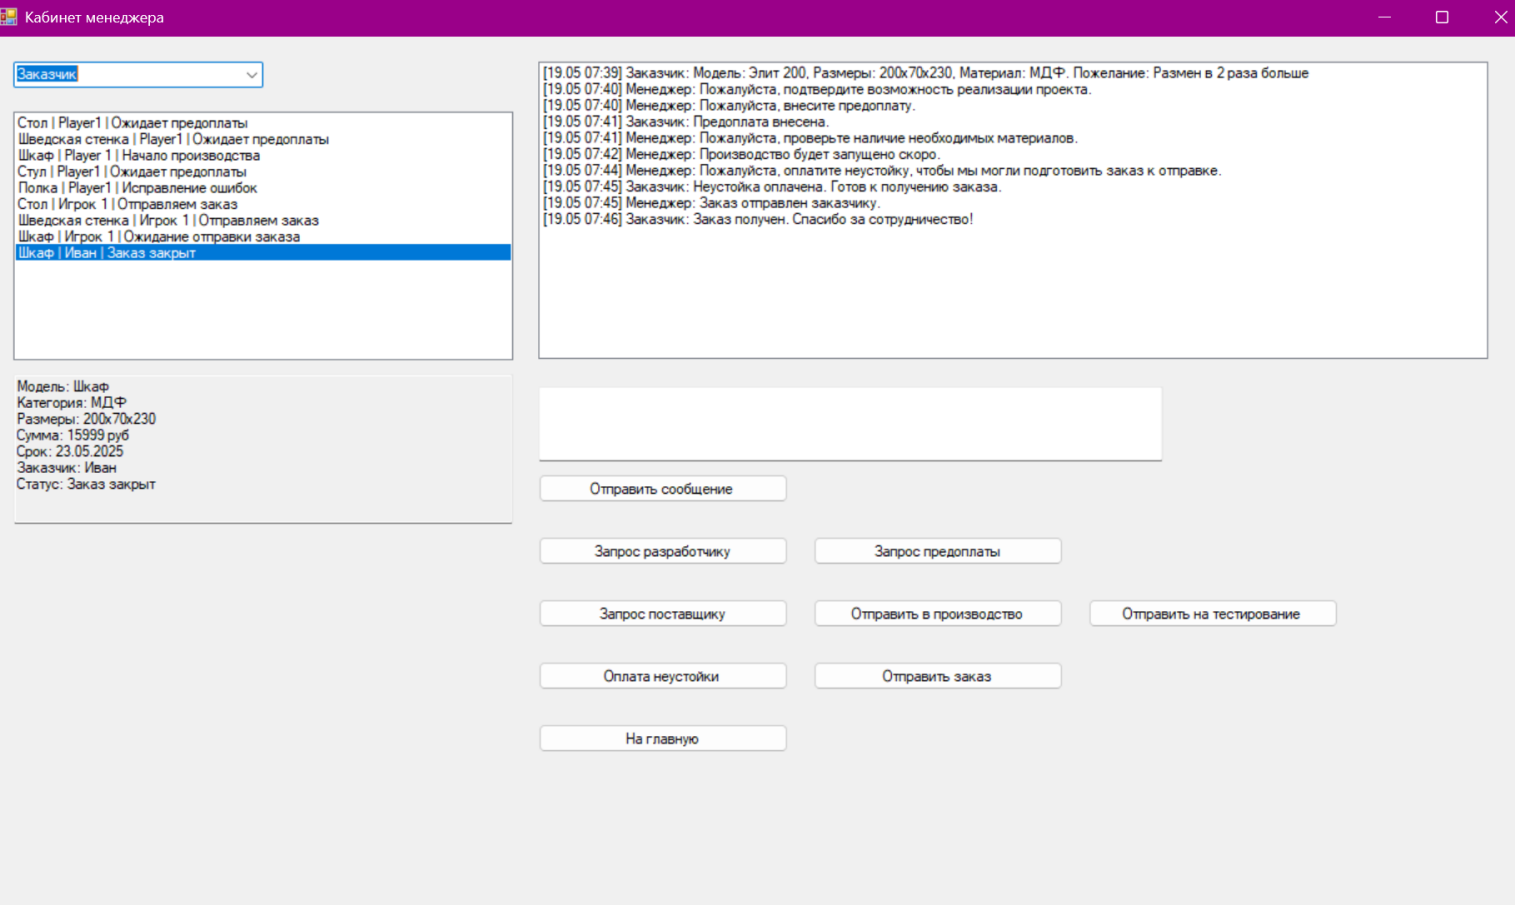 Кабинет менеджера
Заказчик
Стол | Player1 | Ожидает предоплаты
Шведская стенка | Player1 | Ожидает предоплаты
Шкаф | Player 1 | Начало производства
Стул | Player1 | Ожидает предоплаты
Полка | Player1 | Исправление ошибок
Стол | Игрок 1 | Отправляем заказ
Шведская стенка | Игрок 1 | Отправляем заказ
Шкаф | Игрок 1 | Ожидание отправки заказа
Шкаф | Иван | Заказ закрыт
Модель: Шкаф
Категория: МДФ
Размеры: 200x70x230
Сумма: 15999 руб
Срок: 23.05.2025
Заказчик: Иван
Статус: Заказ закрыт
[19.05 07:39] Заказчик: Модель: Элит 200, Размеры: 200x70x230, Материал: МДФ. Пожелание: Размен в 2 раза больше
[19.05 07:40] Менеджер: Пожалуйста, подтвердите возможность реализации проекта.
[19.05 07:40] Менеджер: Пожалуйста, внесите предоплату.
[19.05 07:41] Заказчик: Предоплата внесена.
[19.05 07:41] Менеджер: Пожалуйста, проверьте наличие необходимых материалов.
[19.05 07:42] Менеджер: Производство будет запущено скоро.
[19.05 07:44] Менеджер: Пожалуйста, оплатите неустойку, чтобы мы могли подготовить заказ к отправке.
[19.05 07:45] Заказчик: Неустойка оплачена. Готов к получению заказа.
[19.05 07:45] Менеджер: Заказ отправлен заказчику.
[19.05 07:46] Заказчик: Заказ получен. Спасибо за сотрудничество!
Отправить сообщение
Запрос разработчику
Запрос предоплаты
Запрос поставщику
Отправить в производство
Отправить на тестирование
Оплата неустойки
Отправить заказ
На главную